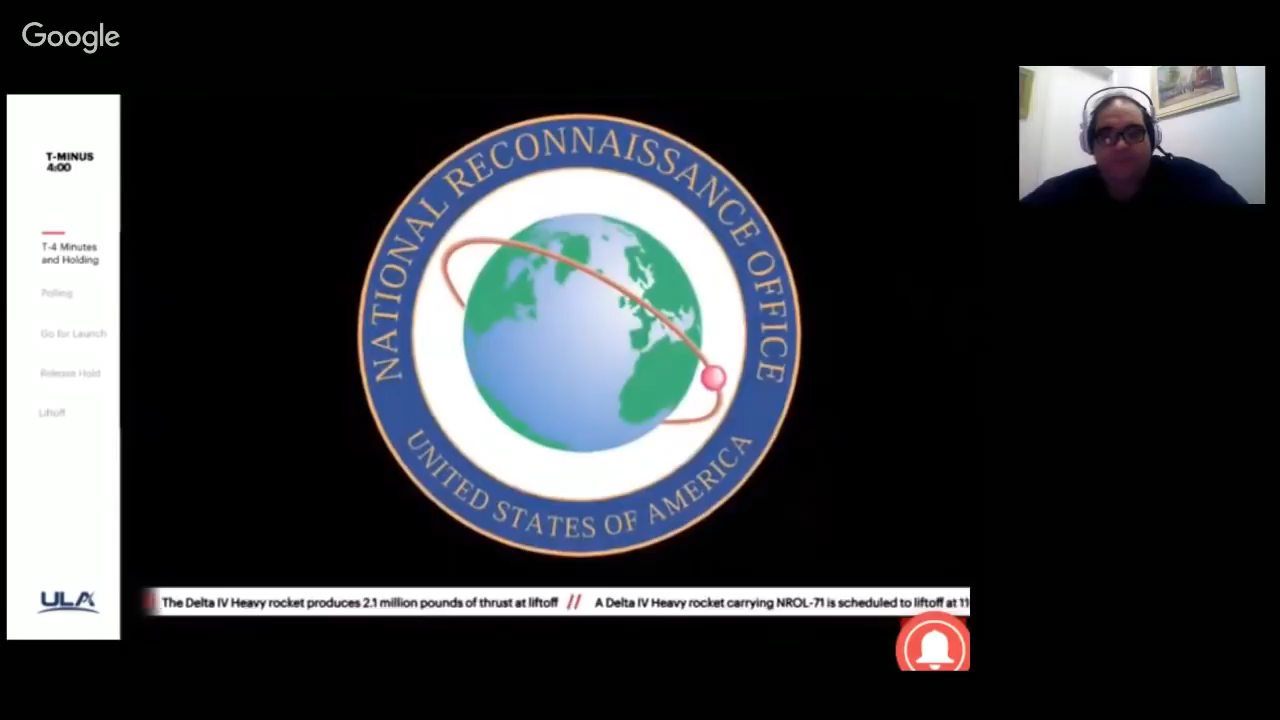 Google
T-MINUS
4:00
T-4 Minutes
and Holding
Polling
Go for Launch
Release Hold
Liftoff
ULA
NATIONAL RECONNAISSANCE OFFICE
UNITED STATES OF AMERICA
// The Delta IV Heavy rocket produces 2.1 million pounds of thrust at liftoff // A Delta IV Heavy rocket carrying NROL-71 is scheduled to liftoff at 11